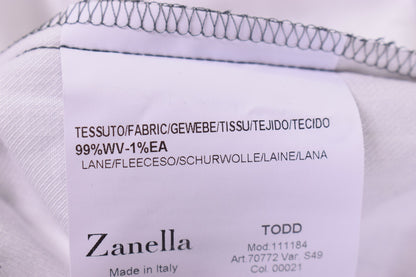 TESSUTO/FABRIC/GEWEBE/TISSU/TEJIDO/TECIDO
99%WV-1%EA
LANE/FLEECESO/SCHURWOLLE/LAINE/LANA
Zanella
Made in Italy
TODD
Mod:111184
Art.70772 Var. S49
Col. 00021